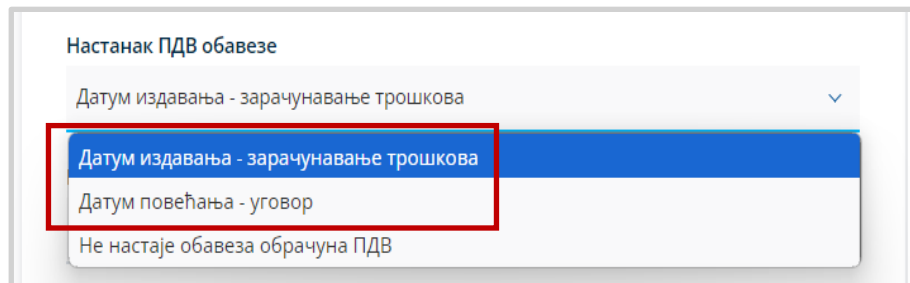 Настанак ПДВ обавезе
Датум издавања - зарачунавање трошкова
Датум издавања - зарачунавање трошкова
Датум повећања - уговор
Не настаје обавеза обрачуна ПДВ